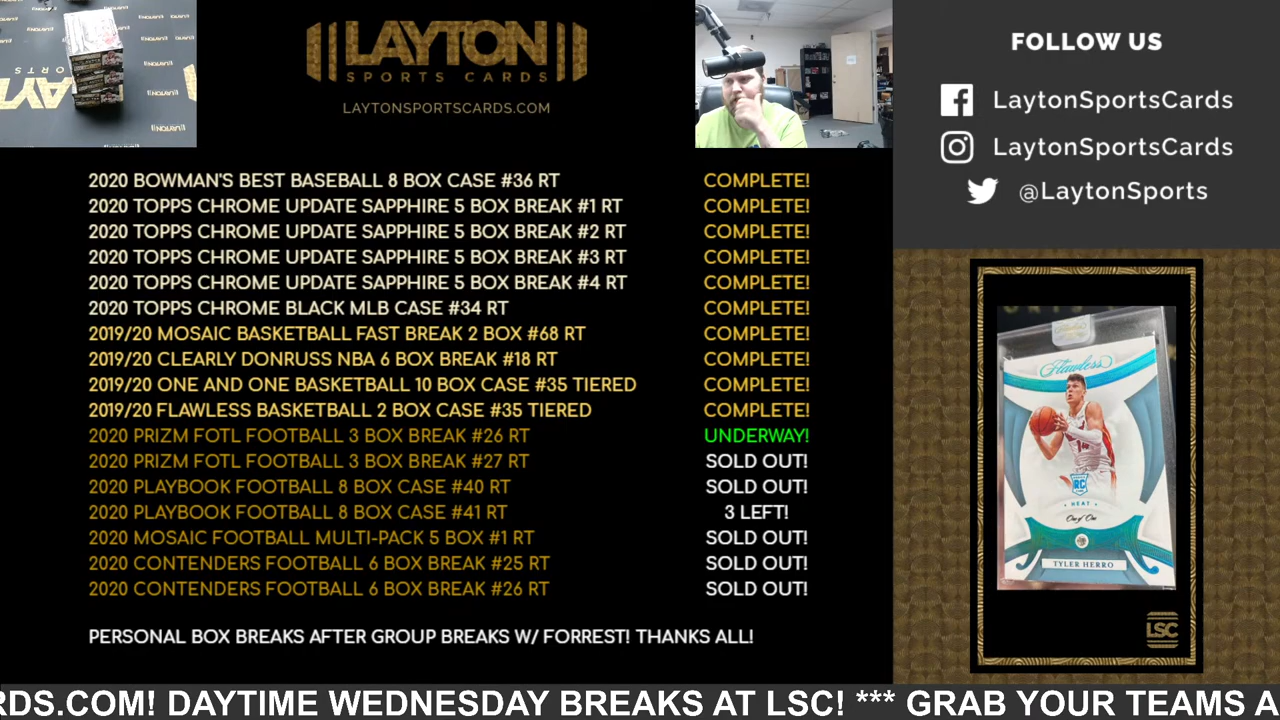 LAYTON
SPORTS CARDS
LAYTONSPORTSCARDS.COM
FOLLOW US
LaytonSportsCards
LaytonSportsCards
@LaytonSports
2020 BOWMAN'S BEST BASEBALL 8 BOX CASE #36 RT COMPLETE!
2020 TOPPS CHROME UPDATE SAPPHIRE 5 BOX BREAK #1 RT COMPLETE!
2020 TOPPS CHROME UPDATE SAPPHIRE 5 BOX BREAK #2 RT COMPLETE!
2020 TOPPS CHROME UPDATE SAPPHIRE 5 BOX BREAK #3 RT COMPLETE!
2020 TOPPS CHROME UPDATE SAPPHIRE 5 BOX BREAK #4 RT COMPLETE!
2020 TOPPS CHROME BLACK MLB CASE #34 RT COMPLETE!
2019/20 MOSAIC BASKETBALL FAST BREAK 2 BOX #68 RT COMPLETE!
2019/20 CLEARLY DONRUSS NBA 6 BOX BREAK #18 RT COMPLETE!
2019/20 ONE AND ONE BASKETBALL 10 BOX CASE #35 TIERED COMPLETE!
2019/20 FLAWLESS BASKETBALL 2 BOX CASE #35 TIERED COMPLETE!
2020 PRIZM FOTL FOOTBALL 3 BOX BREAK #26 RT UNDERWAY!
2020 PRIZM FOTL FOOTBALL 3 BOX BREAK #27 RT SOLD OUT!
2020 PLAYBOOK FOOTBALL 8 BOX CASE #40 RT SOLD OUT!
2020 PLAYBOOK FOOTBALL 8 BOX CASE #41 RT 3 LEFT!
2020 MOSAIC FOOTBALL MULTI-PACK 5 BOX #1 RT SOLD OUT!
2020 CONTENDERS FOOTBALL 6 BOX BREAK #25 RT SOLD OUT!
2020 CONTENDERS FOOTBALL 6 BOX BREAK #26 RT SOLD OUT!
PERSONAL BOX BREAKS AFTER GROUP BREAKS W/ FORREST! THANKS ALL!
Flawless
RC
HEAT
One of One
TYLER HERRO
LSC
RDS.COM! DAYTIME WEDNESDAY BREAKS AT LSC! *** GRAB YOUR TEAMS A